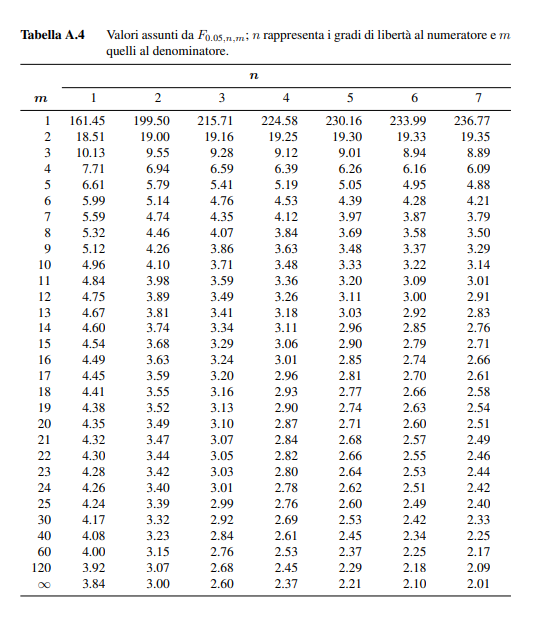 Tabella A.4 Valori assunti da F0.05,n,m; n rappresenta i gradi di libertà al numeratore e m
quelli al denominatore.
n
m 1 2 3 4 5 6 7
1 161.45 199.50 215.71 224.58 230.16 233.99 236.77
2 18.51 19.00 19.16 19.25 19.30 19.33 19.35
3 10.13 9.55 9.28 9.12 9.01 8.94 8.89
4 7.71 6.94 6.59 6.39 6.26 6.16 6.09
5 6.61 5.79 5.41 5.19 5.05 4.95 4.88
6 5.99 5.14 4.76 4.53 4.39 4.28 4.21
7 5.59 4.74 4.35 4.12 3.97 3.87 3.79
8 5.32 4.46 4.07 3.84 3.69 3.58 3.50
9 5.12 4.26 3.86 3.63 3.48 3.37 3.29
10 4.96 4.10 3.71 3.48 3.33 3.22 3.14
11 4.84 3.98 3.59 3.36 3.20 3.09 3.01
12 4.75 3.89 3.49 3.26 3.11 3.00 2.91
13 4.67 3.81 3.41 3.18 3.03 2.92 2.83
14 4.60 3.74 3.34 3.11 2.96 2.85 2.76
15 4.54 3.68 3.29 3.06 2.90 2.79 2.71
16 4.49 3.63 3.24 3.01 2.85 2.74 2.66
17 4.45 3.59 3.20 2.96 2.81 2.70 2.61
18 4.41 3.55 3.16 2.93 2.77 2.66 2.58
19 4.38 3.52 3.13 2.90 2.74 2.63 2.54
20 4.35 3.49 3.10 2.87 2.71 2.60 2.51
21 4.32 3.47 3.07 2.84 2.68 2.57 2.49
22 4.30 3.44 3.05 2.82 2.66 2.55 2.46
23 4.28 3.42 3.03 2.80 2.64 2.53 2.44
24 4.26 3.40 3.01 2.78 2.62 2.51 2.42
25 4.24 3.39 2.99 2.76 2.60 2.49 2.40
30 4.17 3.32 2.92 2.69 2.53 2.42 2.33
40 4.08 3.23 2.84 2.61 2.45 2.34 2.25
60 4.00 3.15 2.76 2.53 2.37 2.25 2.17
120 3.92 3.07 2.68 2.45 2.29 2.18 2.09
∞ 3.84 3.00 2.60 2.37 2.21 2.10 2.01